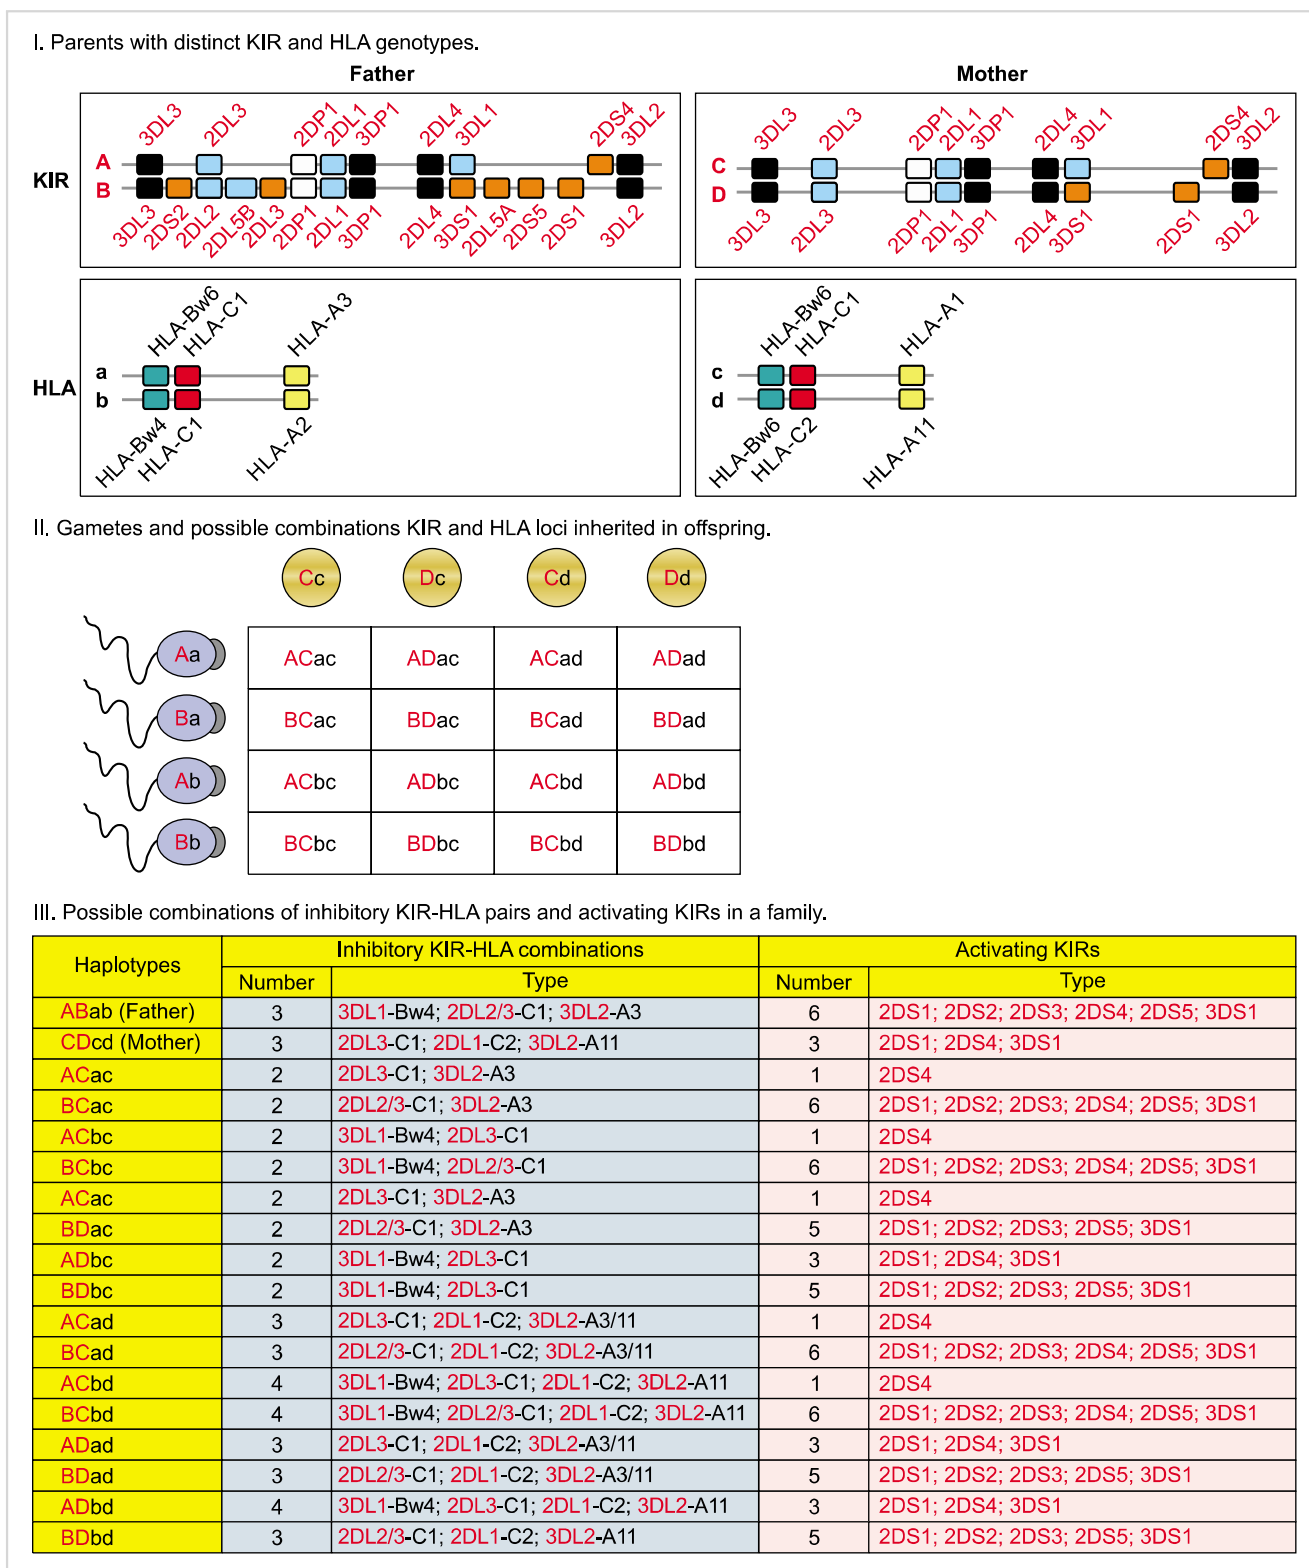 I. Parents with distinct KIR and HLA genotypes.
Father
Mother
KIR
3DL3 2DL3 2DP1 2DL1 3DP1 2DL4 3DL1 2DS4 3DL2
A
B
3DL3 2DS2 2DL2 2DL5B 2DL3 2DP1 2DL1 3DP1 2DL4 3DS1 2DL5A 2DS5 2DS1 3DL2
3DL3 2DL3 2DP1 2DL1 3DP1 2DL4 3DL1 2DS4 3DL2
C
D
3DL3 2DL3 2DP1 2DL1 3DP1 2DL4 3DS1 2DS1 3DL2
HLA
HLA-Bw6 HLA-C1 HLA-A3
a
b
HLA-Bw4 HLA-C1 HLA-A2
HLA-Bw6 HLA-C1 HLA-A1
c
d
HLA-Bw6 HLA-C2 HLA-A11
II. Gametes and possible combinations KIR and HLA loci inherited in offspring.
Cc Dc Cd Dd
Aa ACac ADac ACad ADad
Ba BCac BDac BCad BDad
Ab ACbc ADbc ACbd ADbd
Bb BCbc BDbc BCbd BDbd
III. Possible combinations of inhibitory KIR-HLA pairs and activating KIRs in a family.
Haplotypes Inhibitory KIR-HLA combinations Activating KIRs
Number Type Number Type
ABab (Father) 3 3DL1-Bw4; 2DL2/3-C1; 3DL2-A3 6 2DS1; 2DS2; 2DS3; 2DS4; 2DS5; 3DS1
CDcd (Mother) 3 2DL3-C1; 2DL1-C2; 3DL2-A11 3 2DS1; 2DS4; 3DS1
ACac 2 2DL3-C1; 3DL2-A3 1 2DS4
BCac 2 2DL2/3-C1; 3DL2-A3 6 2DS1; 2DS2; 2DS3; 2DS4; 2DS5; 3DS1
ACbc 2 3DL1-Bw4; 2DL3-C1 1 2DS4
BCbc 2 3DL1-Bw4; 2DL2/3-C1 6 2DS1; 2DS2; 2DS3; 2DS4; 2DS5; 3DS1
ACac 2 2DL3-C1; 3DL2-A3 1 2DS4
BDac 2 2DL2/3-C1; 3DL2-A3 5 2DS1; 2DS2; 2DS3; 2DS5; 3DS1
ADbc 2 3DL1-Bw4; 2DL3-C1 3 2DS1; 2DS4; 3DS1
BDbc 2 3DL1-Bw4; 2DL3-C1 5 2DS1; 2DS2; 2DS3; 2DS5; 3DS1
ACad 3 2DL3-C1; 2DL1-C2; 3DL2-A3/11 1 2DS4
BCad 3 2DL2/3-C1; 2DL1-C2; 3DL2-A3/11 6 2DS1; 2DS2; 2DS3; 2DS4; 2DS5; 3DS1
ACbd 4 3DL1-Bw4; 2DL3-C1; 2DL1-C2; 3DL2-A11 1 2DS4
BCbd 4 3DL1-Bw4; 2DL2/3-C1; 2DL1-C2; 3DL2-A11 6 2DS1; 2DS2; 2DS3; 2DS4; 2DS5; 3DS1
ADad 3 2DL3-C1; 2DL1-C2; 3DL2-A3/11 3 2DS1; 2DS4; 3DS1
BDad 3 2DL2/3-C1; 2DL1-C2; 3DL2-A3/11 5 2DS1; 2DS2; 2DS3; 2DS5; 3DS1
ADbd 4 3DL1-Bw4; 2DL3-C1; 2DL1-C2; 3DL2-A11 3 2DS1; 2DS4; 3DS1
BDbd 3 2DL2/3-C1; 2DL1-C2; 3DL2-A11 5 2DS1; 2DS2; 2DS3; 2DS5; 3DS1